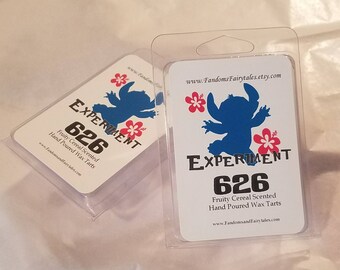 www.FandomsFairytales.etsy.com
EXPERIMENT
626
Fruity Cereal Scented
Hand Poured Wax Tarts
www.FandomsandFairytales.com
EXPERIMENT
626
Fruity Cereal Scented
Hand Poured Wax Tarts
www.FandomsandFairytales.com